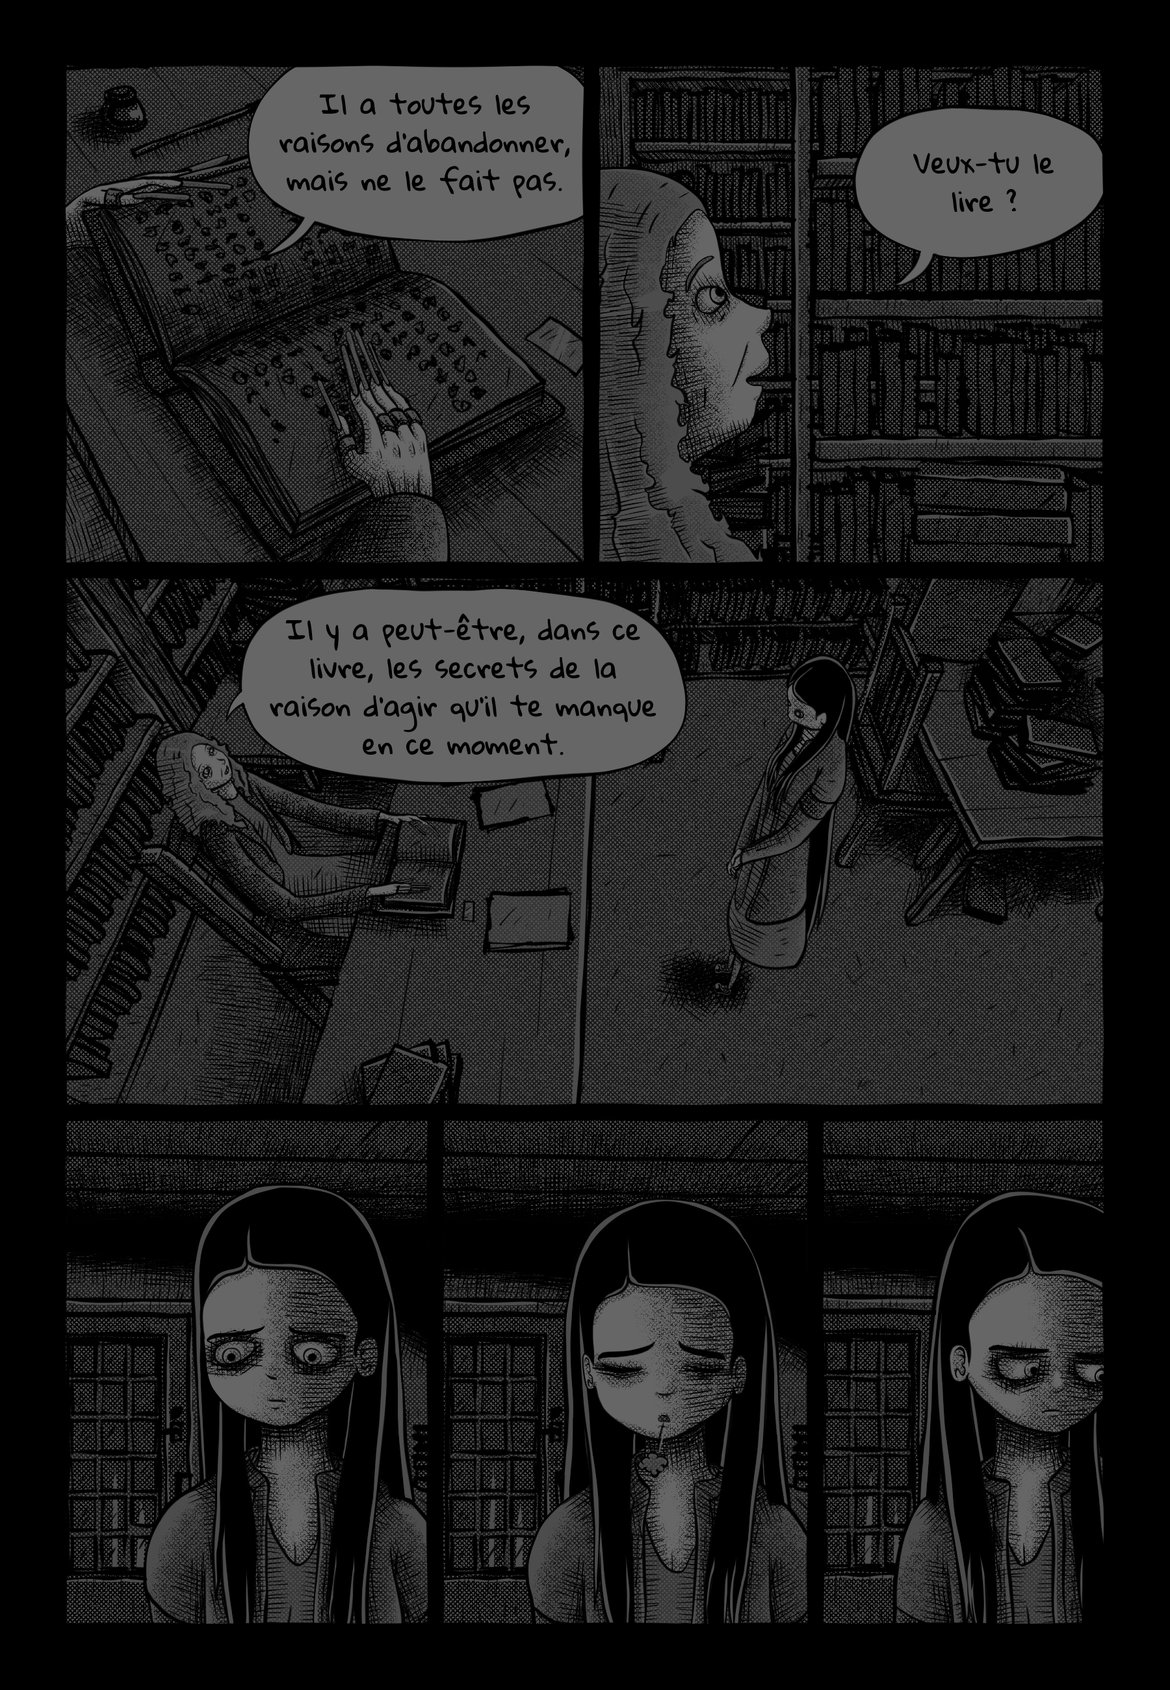 Il a toutes les
raisons d'abandonner,
mais ne le fait pas.
Veux-tu le
lire ?
Il y a peut-être, dans ce
livre, les secrets de la
raison d'agir qu'il te manque
en ce moment.